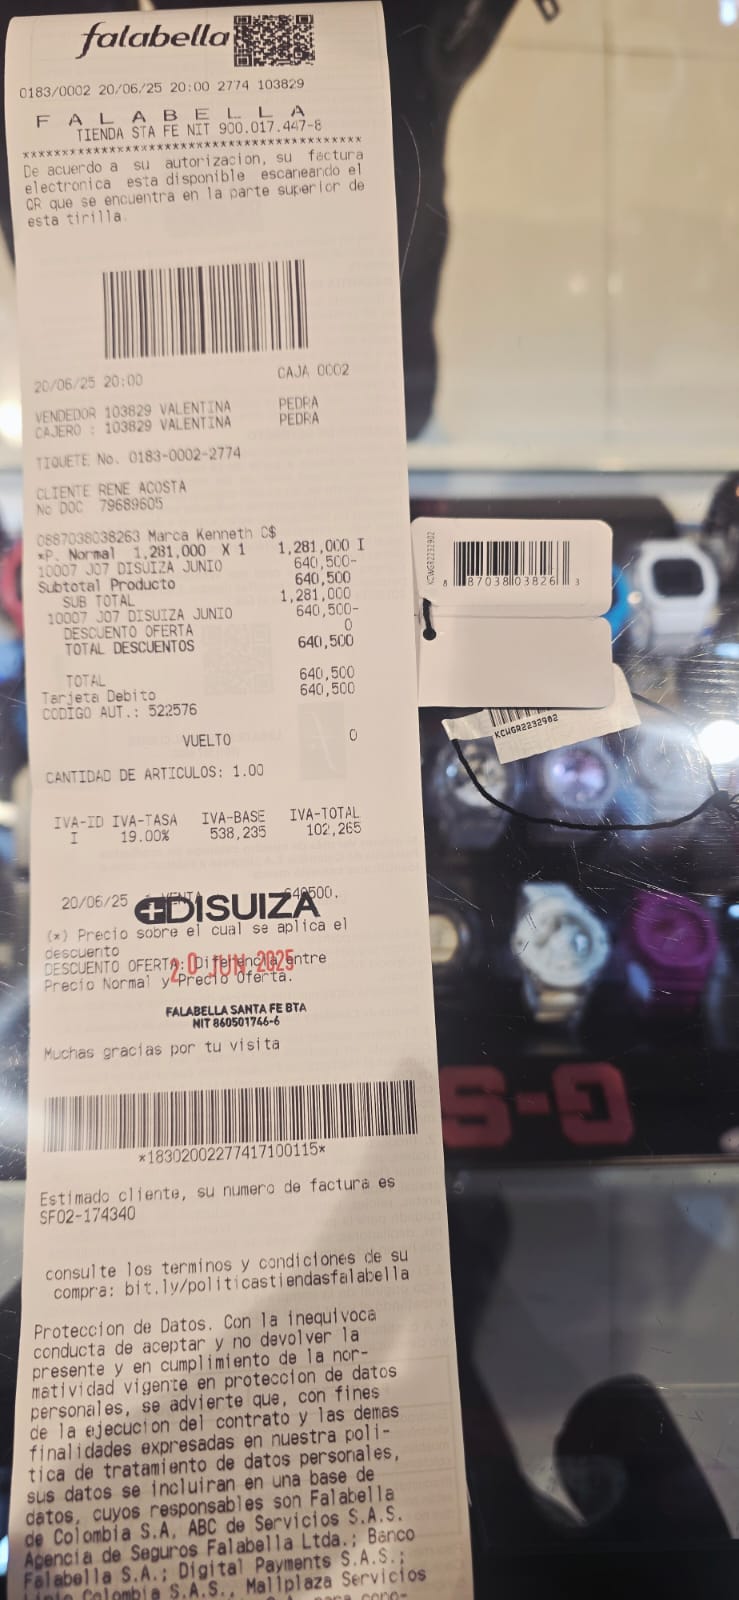 falabella
0183/0002 20/06/25 20:00 2774 103829
F A L A B E L L A
TIENDA STA FE NIT 900.017.447-8
****************************************
De acuerdo a su autorizacion, su factura
electronica esta disponible escaneando el
QR que se encuentra en la parte superior de
esta tirilla.
20/06/25 20:00 CAJA 0002
VENDEDOR 103829 VALENTINA PEDRA
CAJERO : 103829 VALENTINA PEDRA
TIQUETE No. 0183-0002-2774
CLIENTE RENE ACOSTA
No DOC 79689605
0887038038263 Marca Kenneth C$
*P. Normal 1,281,000 X 1 1,281,000 I
10007 J07 DISUIZA JUNIO 640,500-
Subtotal Producto 640,500
SUB TOTAL 1,281,000
10007 J07 DISUIZA JUNIO 640,500-
DESCUENTO OFERTA 0
TOTAL DESCUENTOS 640,500
TOTAL 640,500
Tarjeta Debito 640,500
CODIGO AUT.: 522576
VUELTO 0
CANTIDAD DE ARTICULOS: 1.00
IVA-ID IVA-TASA IVA-BASE IVA-TOTAL
I 19.00% 538,235 102,265
20/06/25 VENTA 640500.
DISUIZA
(*) Precio sobre el cual se aplica el
descuento
DESCUENTO OFERTA: Diferencia entre
20 JUN 2025
Precio Normal y Precio Oferta.
FALABELLA SANTA FE BTA
NIT 860501746-6
Muchas gracias por tu visita
*18302002277417100115*
Estimado cliente, su numero de factura es
SF02-174340
consulte los terminos y condiciones de su
compra: bit.ly/politicastiendasfalabella
Proteccion de Datos. Con la inequivoca
conducta de aceptar y no devolver la
presente y en cumplimiento de la nor-
matividad vigente en proteccion de datos
personales, se advierte que, con fines
de la ejecucion del contrato y las demas
finalidades expresadas en nuestra poli-
tica de tratamiento de datos personales,
sus datos se incluiran en una base de
datos, cuyos responsables son Falabella
de Colombia S.A, ABC de Servicios S.A.S.
Agencia de Seguros Falabella Ltda.; Banco
Falabella S.A.; Digital Payments S.A.S.;
Colombia S.A.S., Mallplaza Servicios
KCWGR2232902
8 87038 03826 3
KCWGR2232902
G-S